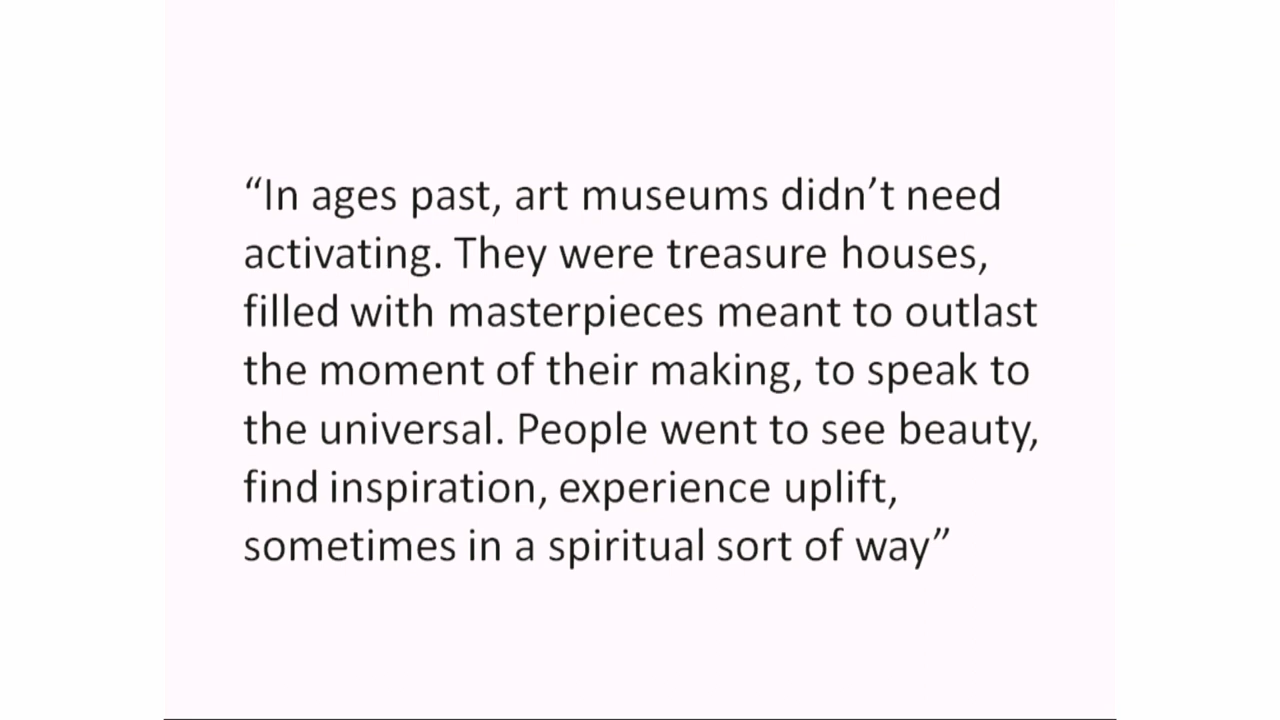 “In ages past, art museums didn’t need
activating. They were treasure houses,
filled with masterpieces meant to outlast
the moment of their making, to speak to
the universal. People went to see beauty,
find inspiration, experience uplift,
sometimes in a spiritual sort of way”